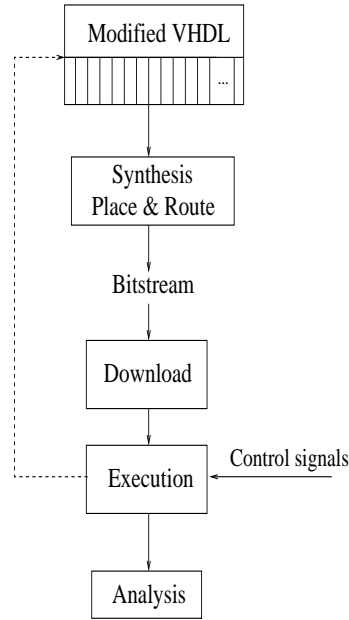 Modified VHDL
...
Synthesis
Place & Route
Bitstream
Download
Control signals
Execution
Analysis